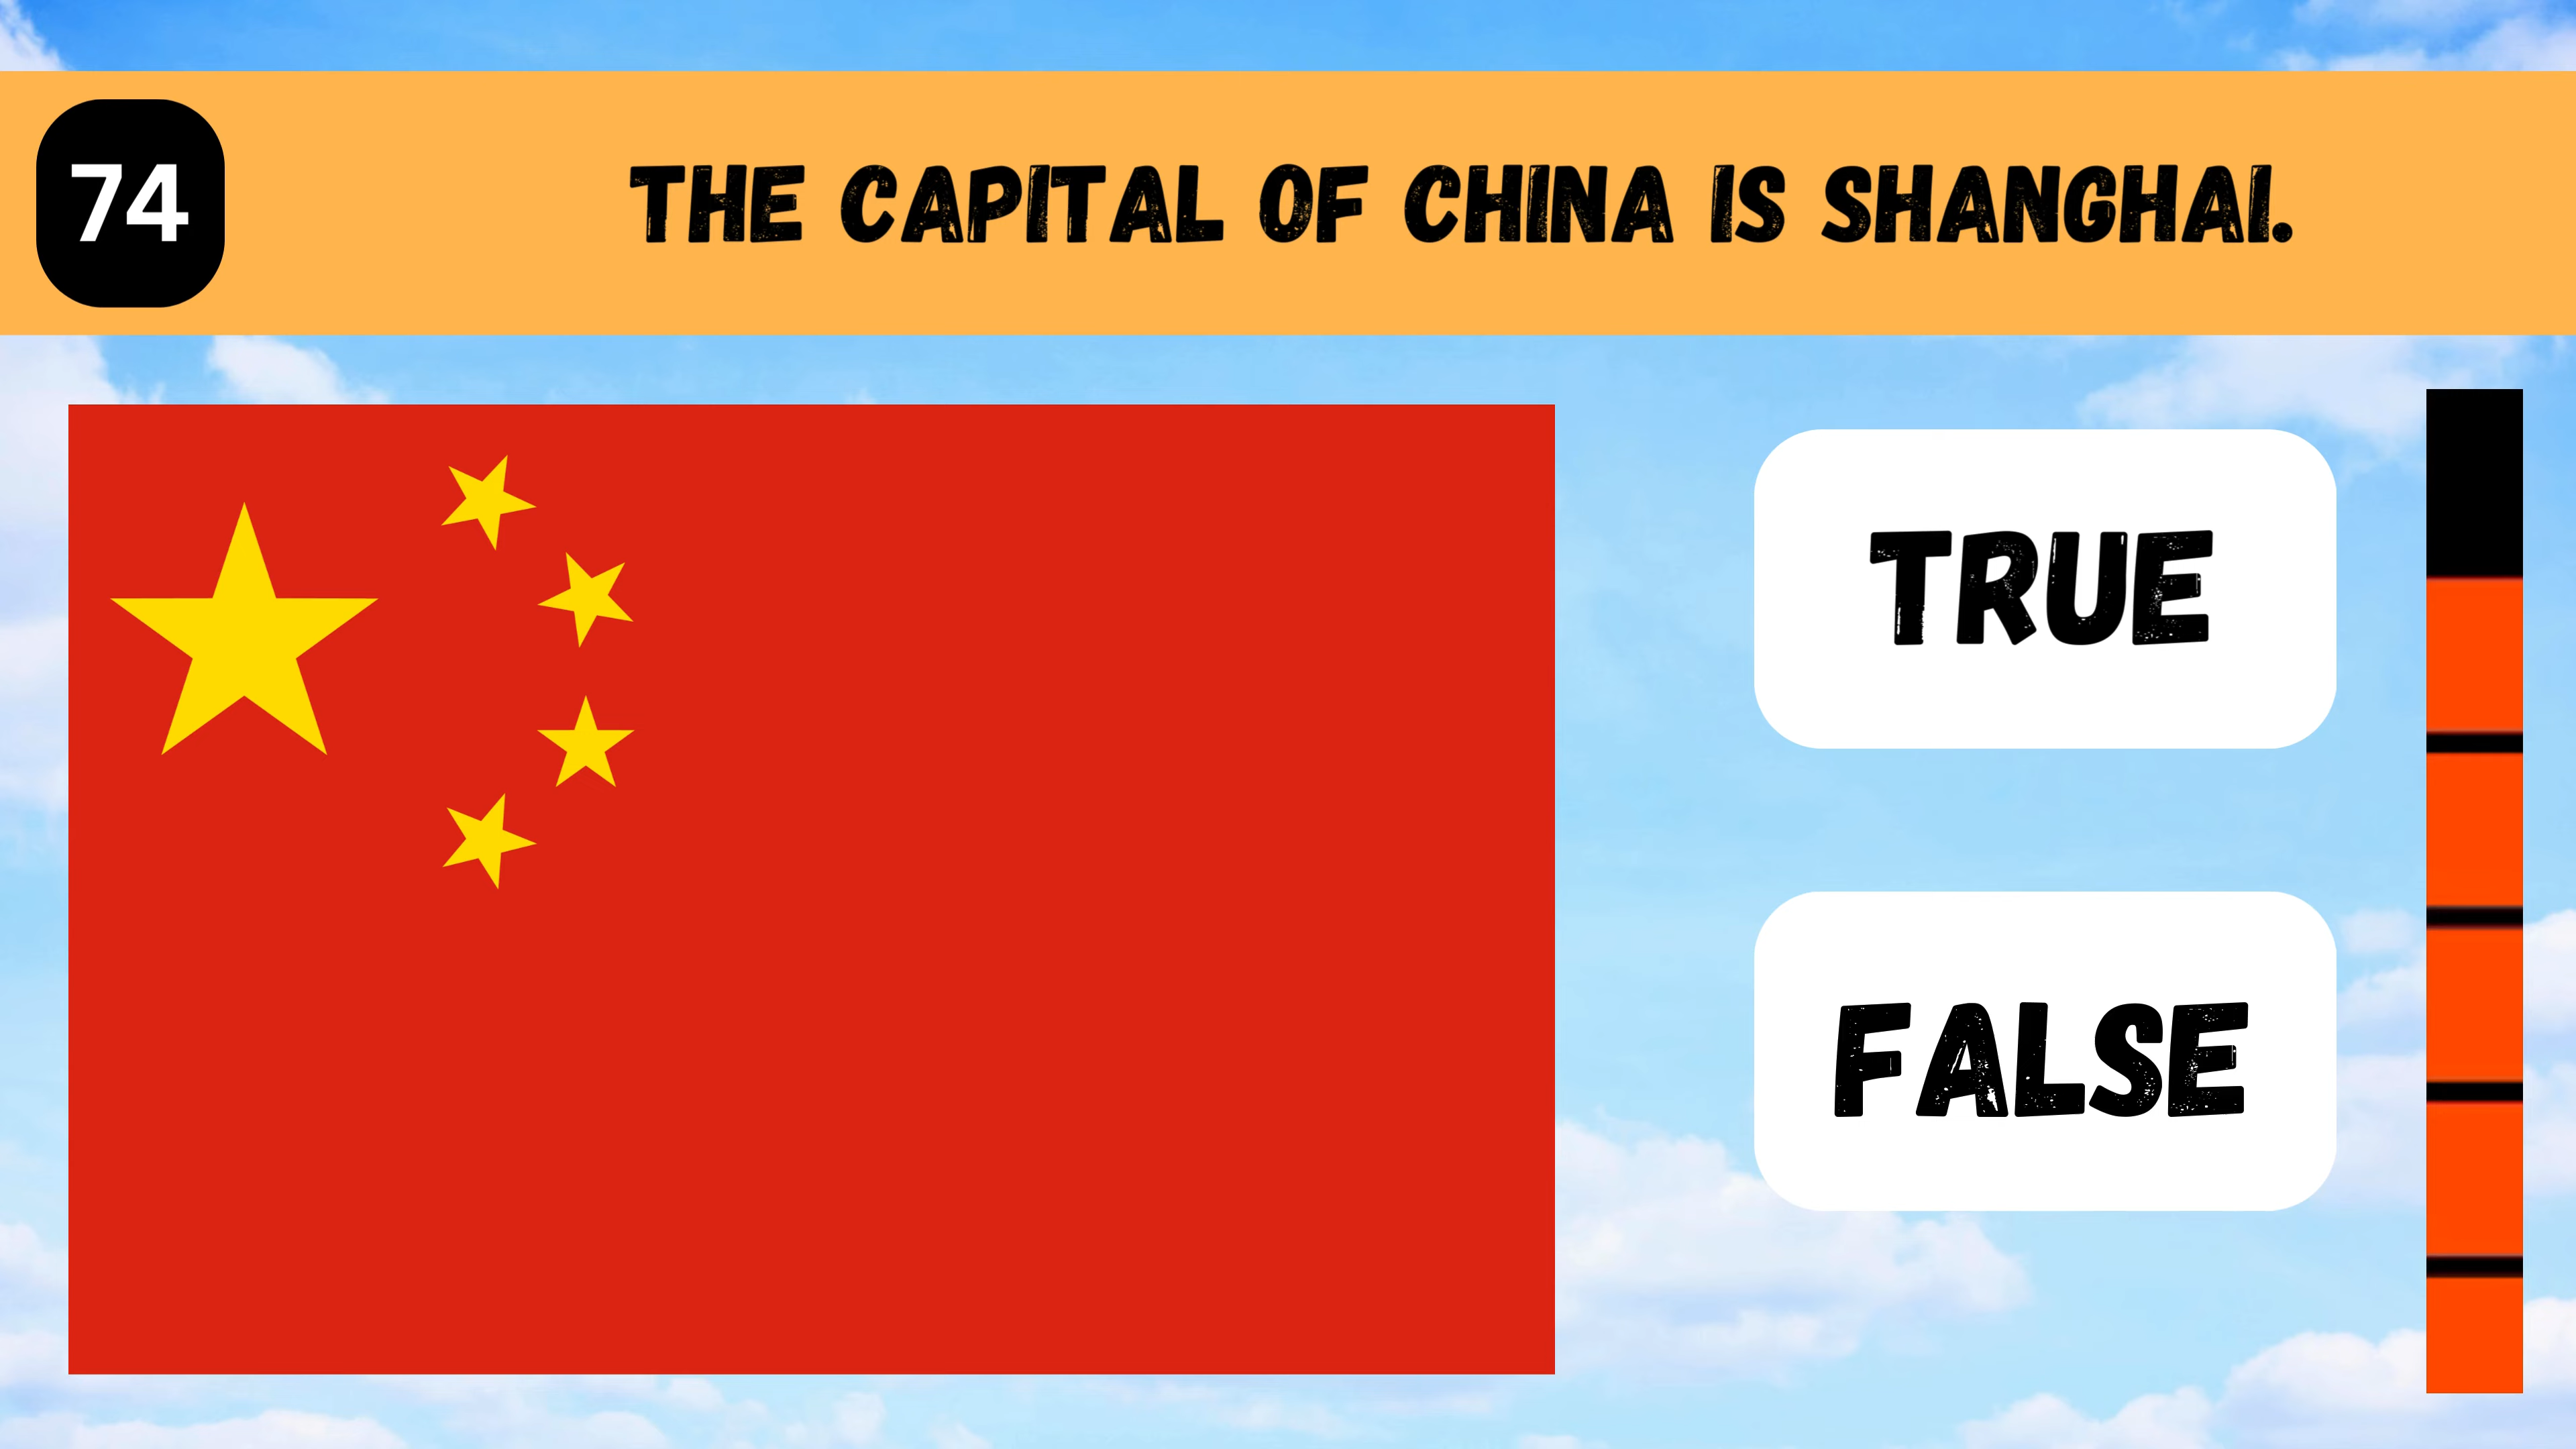 74
THE CAPITAL OF CHINA IS SHANGHAI.
TRUE
FALSE